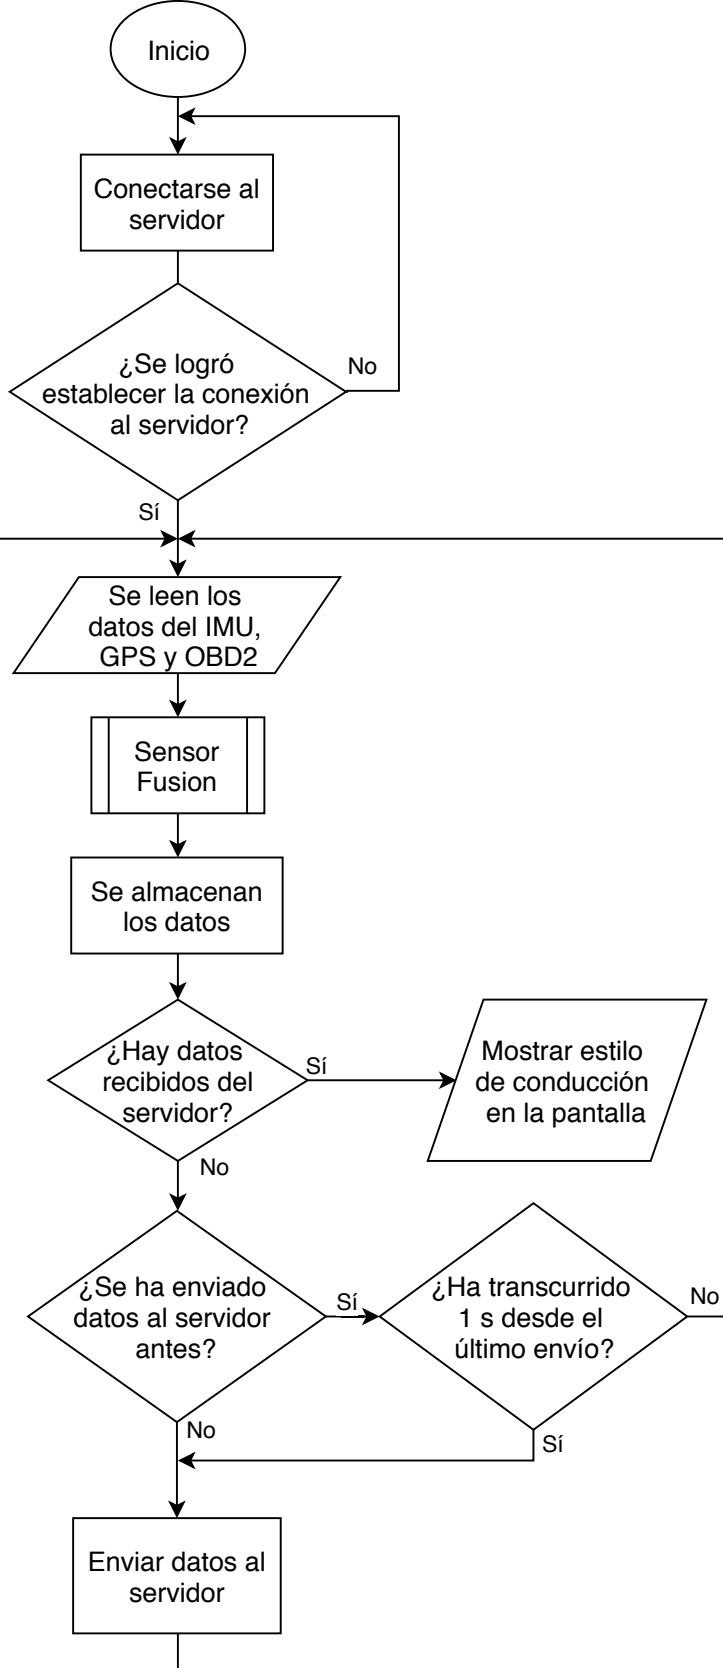 Inicio
Conectarse al
servidor
¿Se logró
establecer la conexión
al servidor?
No
Sí
Se leen los
datos del IMU,
GPS y OBD2
Sensor
Fusion
Se almacenan
los datos
¿Hay datos
recibidos del
servidor?
Sí
Mostrar estilo
de conducción
en la pantalla
No
¿Se ha enviado
datos al servidor
antes?
Sí
¿Ha transcurrido
1 s desde el
último envío?
No
No
Sí
Enviar datos al
servidor